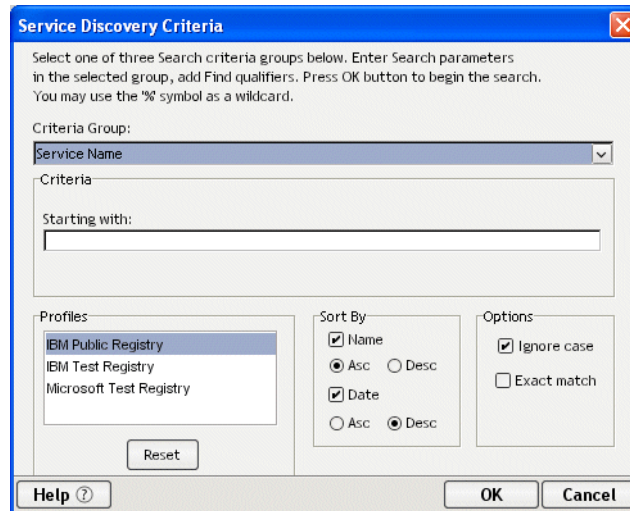 Service Discovery Criteria
Select one of three Search criteria groups below. Enter Search parameters
in the selected group, add Find qualifiers. Press OK button to begin the search.
You may use the '%' symbol as a wildcard.
Criteria Group:
Service Name
Criteria
Starting with:
Profiles
IBM Public Registry
IBM Test Registry
Microsoft Test Registry
Reset
Sort By
Name
Asc Desc
Date
Asc Desc
Options
Ignore case
Exact match
Help ?
OK
Cancel